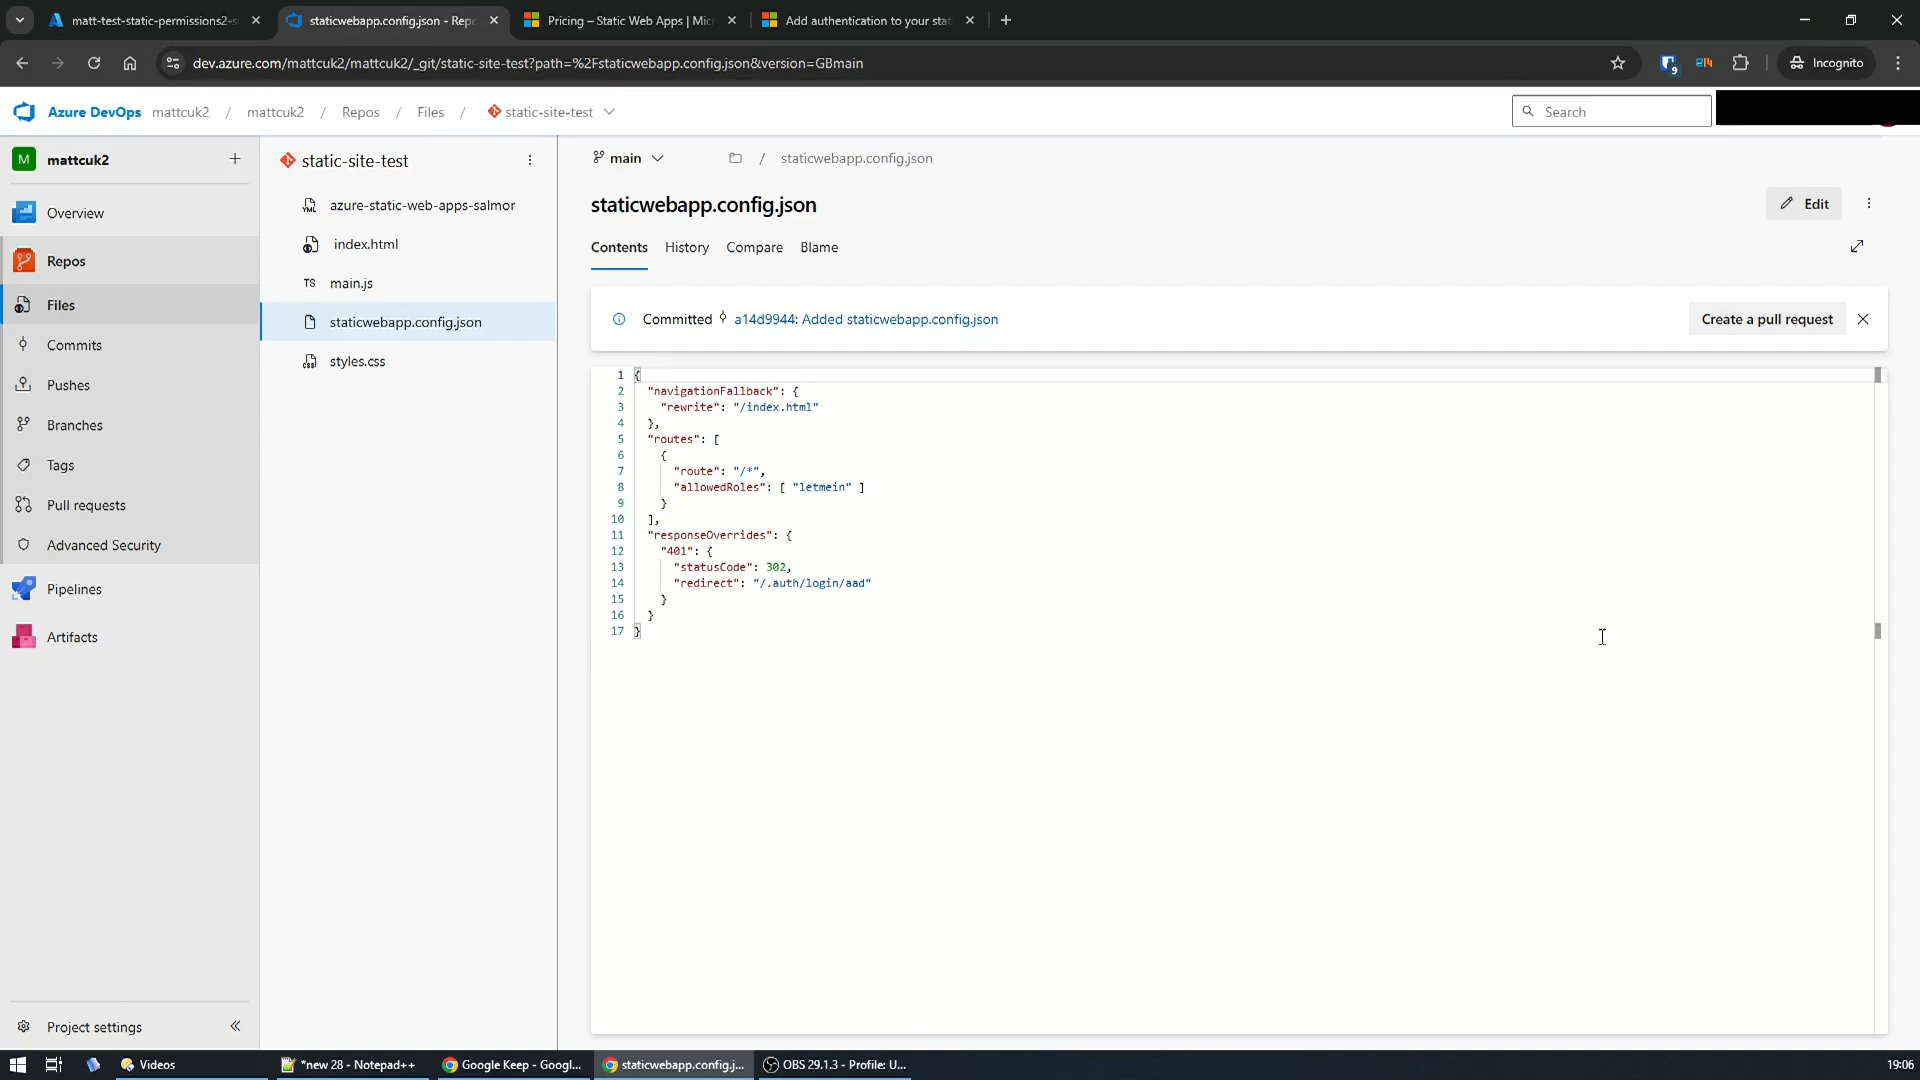 matt-test-static-permissions2-s
staticwebapp.config.json - Repo
Pricing – Static Web Apps | Mic
Add authentication to your stat
dev.azure.com/mattcuk2/mattcuk2/_git/static-site-test?path=%2Fstaticwebapp.config.json&version=GBmain
9
Incognito
Azure DevOps mattcuk2 / mattcuk2 / Repos / Files / static-site-test
Search
M mattcuk2
Overview
Repos
Files
Commits
Pushes
Branches
Tags
Pull requests
Advanced Security
Pipelines
Artifacts
Project settings
static-site-test
azure-static-web-apps-salmor
index.html
TS main.js
staticwebapp.config.json
styles.css
main / staticwebapp.config.json
staticwebapp.config.json
Edit
Contents History Compare Blame
Committed a14d9944: Added staticwebapp.config.json
Create a pull request
1 {
2 "navigationFallback": {
3 "rewrite": "/index.html"
4 },
5 "routes": [
6 {
7 "route": "/*",
8 "allowedRoles": [ "letmein" ]
9 }
10 ],
11 "responseOverrides": {
12 "401": {
13 "statusCode": 302,
14 "redirect": "/.auth/login/aad"
15 }
16 }
17 }
Videos
*new 28 - Notepad++
Google Keep - Googl...
staticwebapp.config.j...
OBS 29.1.3 - Profile: U...
19:06